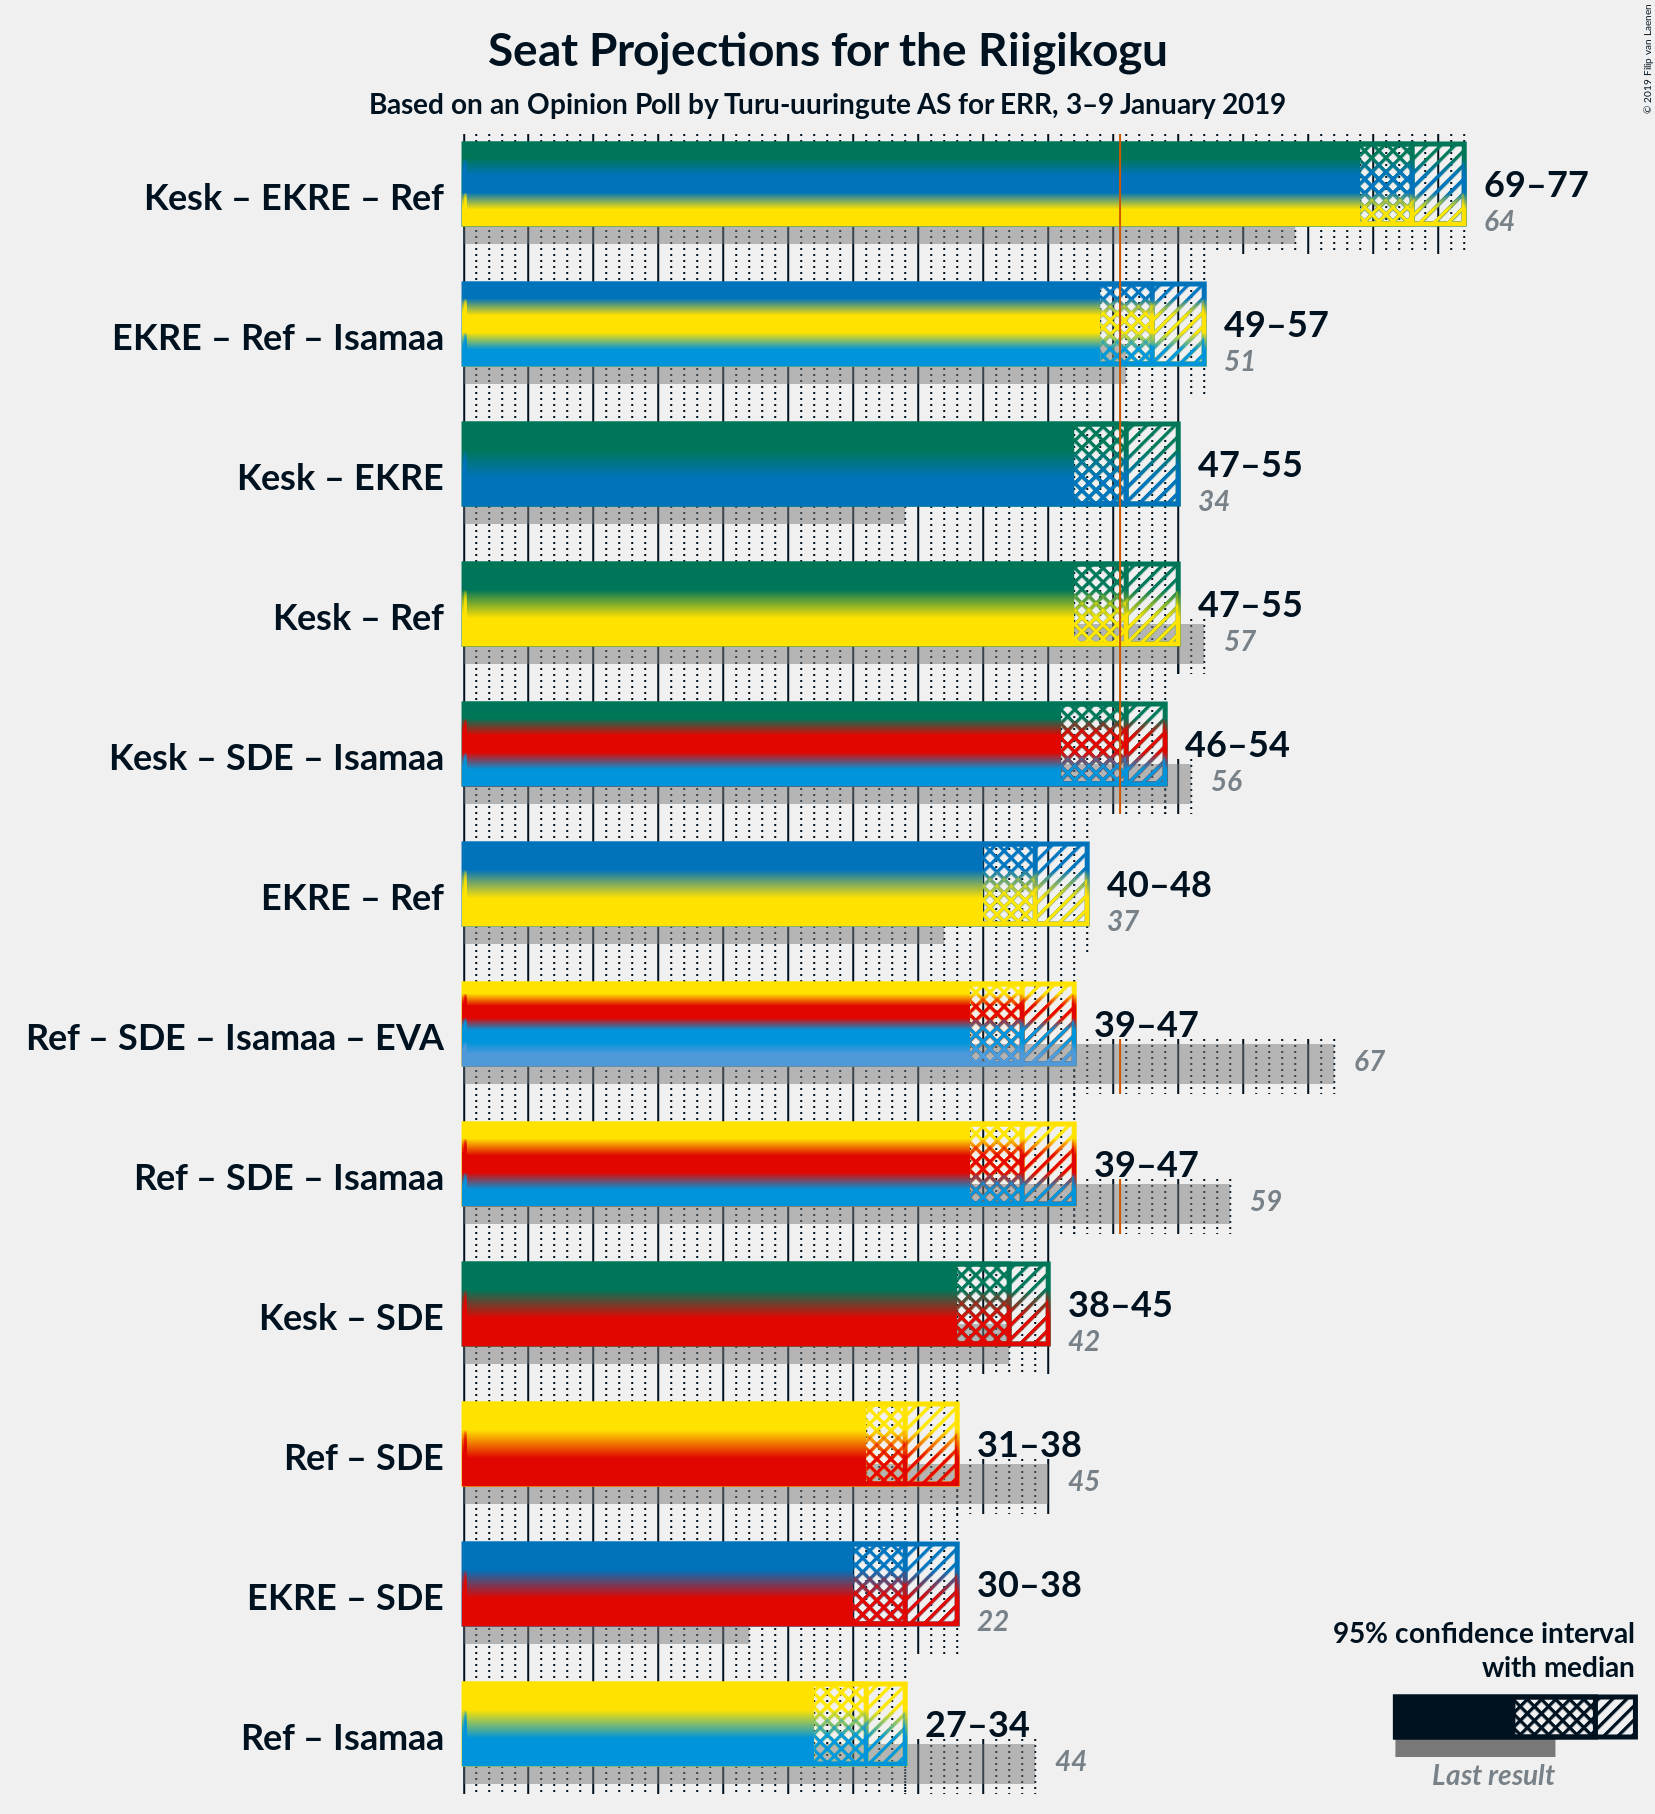 Seat Projections for the Riigikogu
Based on an Opinion Poll by Turu-uuringute AS for ERR, 3–9 January 2019
© 2019 Filip van Laenen
Kesk – EKRE – Ref
69–77
64
EKRE – Ref – Isamaa
49–57
51
Kesk – EKRE
47–55
34
Kesk – Ref
47–55
57
Kesk – SDE – Isamaa
46–54
56
EKRE – Ref
40–48
37
Ref – SDE – Isamaa – EVA
39–47
67
Ref – SDE – Isamaa
39–47
59
Kesk – SDE
38–45
42
Ref – SDE
31–38
45
EKRE – SDE
30–38
22
Ref – Isamaa
27–34
44
95% confidence interval
with median
Last result